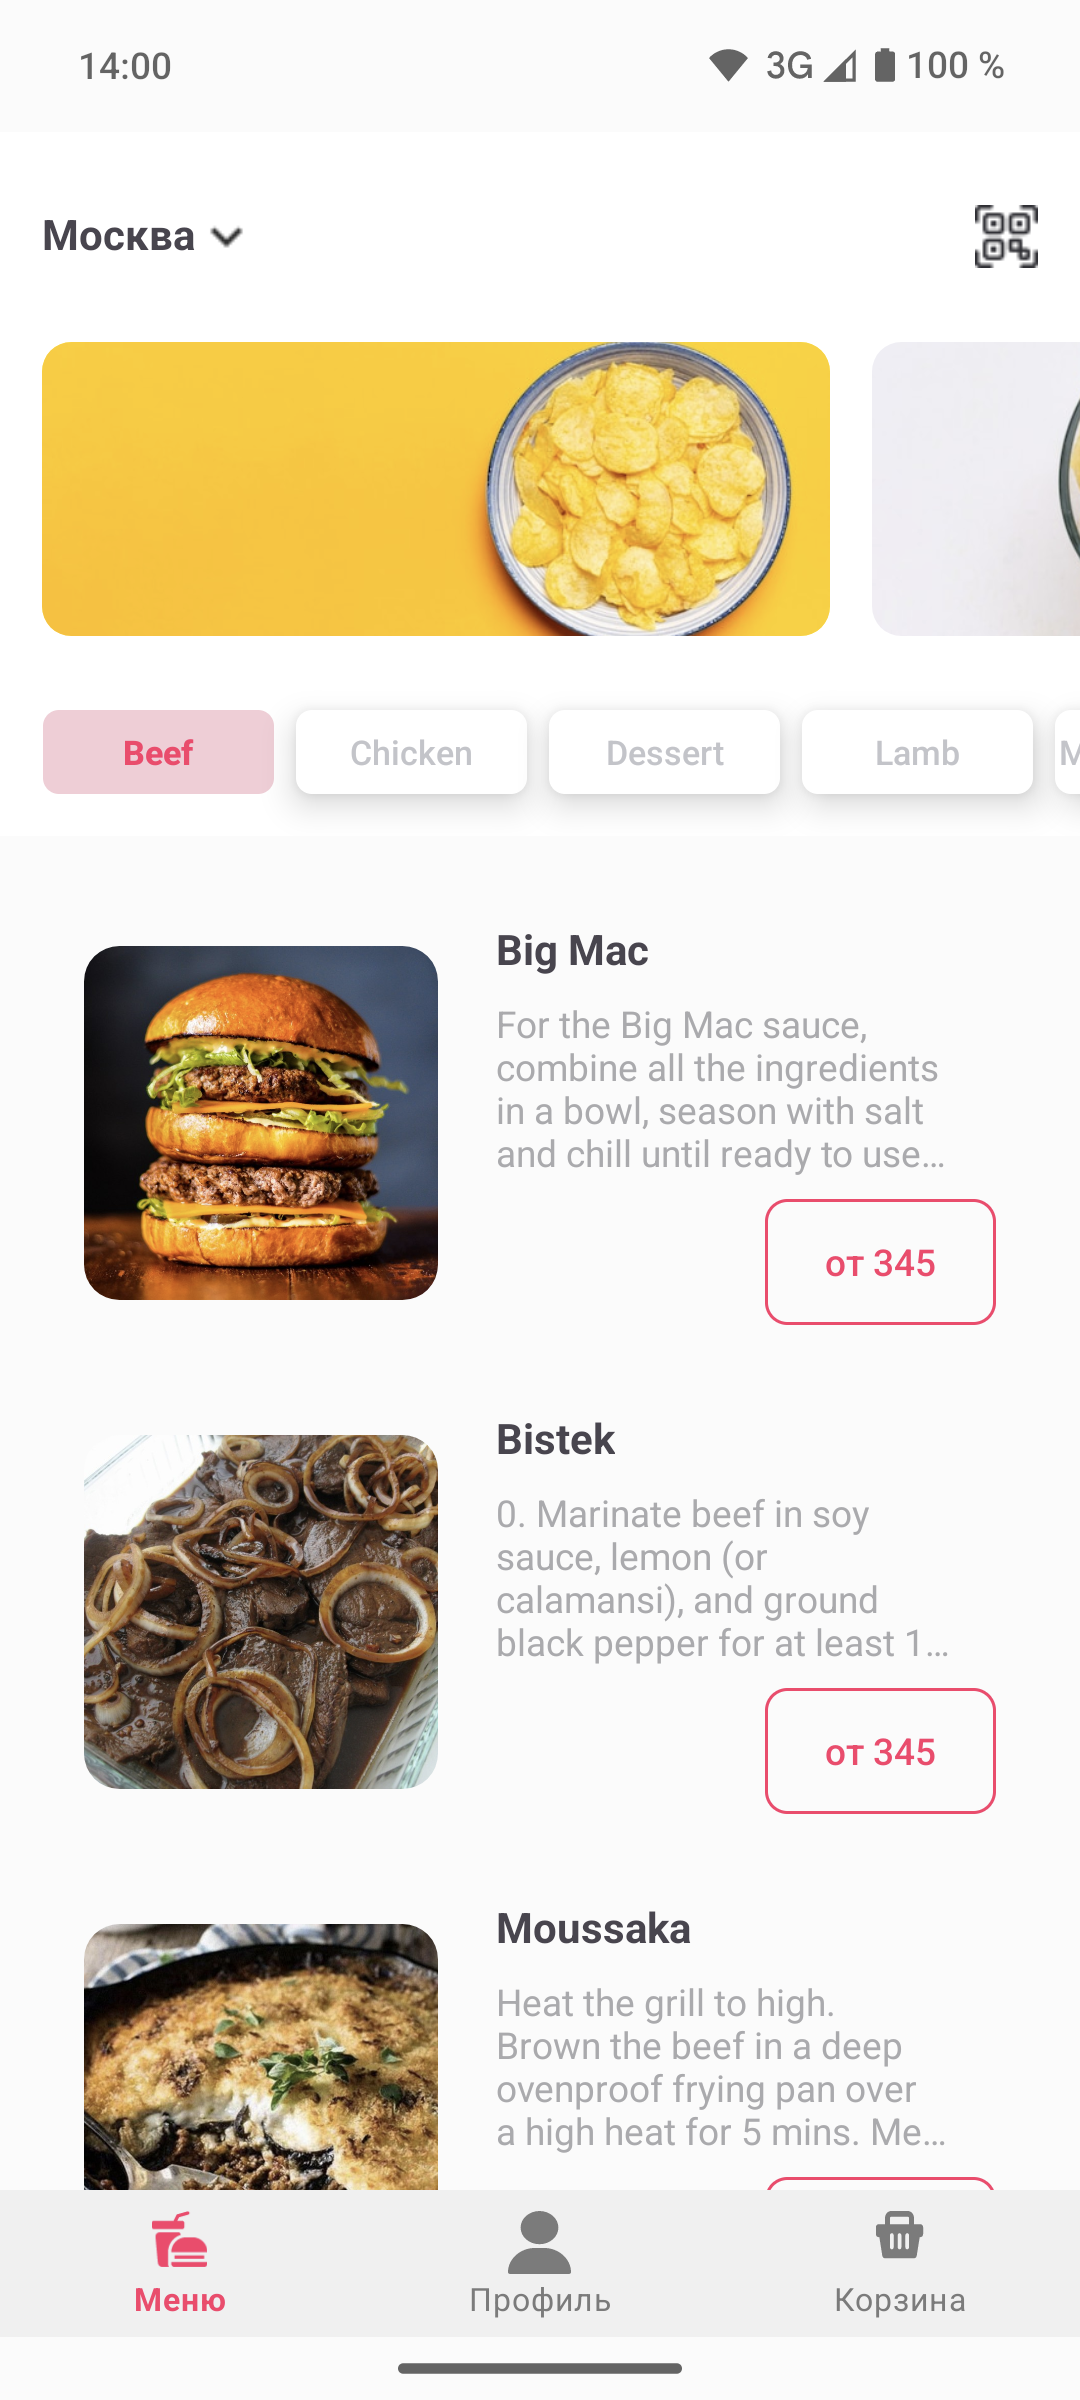 14:00
3G 100 %
Москва
Beef
Chicken
Dessert
Lamb
M
Big Mac
For the Big Mac sauce,
combine all the ingredients
in a bowl, season with salt
and chill until ready to use…
от 345
Bistek
0. Marinate beef in soy
sauce, lemon (or
calamansi), and ground
black pepper for at least 1…
от 345
Moussaka
Heat the grill to high.
Brown the beef in a deep
ovenproof frying pan over
a high heat for 5 mins. Me…
Меню
Профиль
Корзина